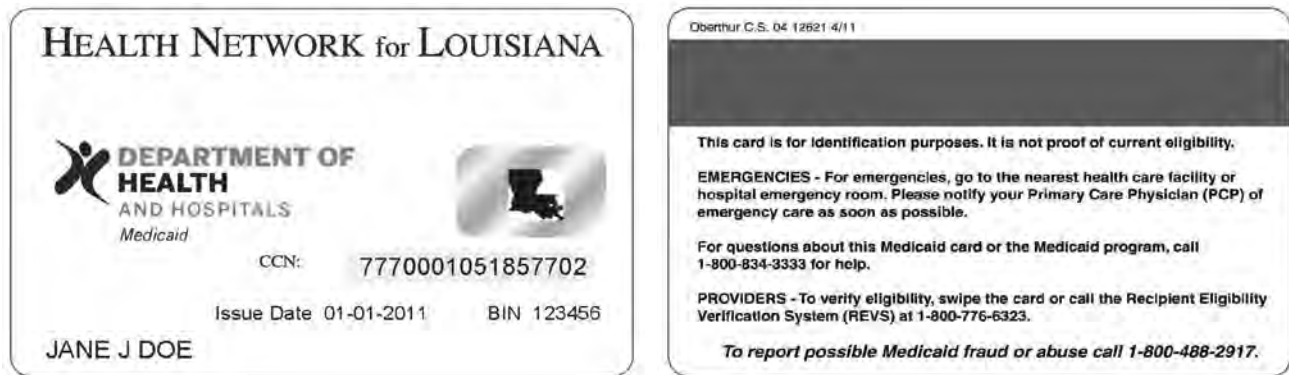 HEALTH NETWORK for LOUISIANA
DEPARTMENT OF
HEALTH
AND HOSPITALS
Medicaid
CCN: 7770001051857702
Issue Date 01-01-2011 BIN 123456
JANE J DOE
Oberthur C.S. 04 12621 4/11
This card is for identification purposes. It is not proof of current eligibility.
EMERGENCIES - For emergencies, go to the nearest health care facility or
hospital emergency room. Please notify your Primary Care Physician (PCP) of
emergency care as soon as possible.
For questions about this Medicaid card or the Medicaid program, call
1-800-834-3333 for help.
PROVIDERS - To verify eligibility, swipe the card or call the Recipient Eligibility
Verification System (REVS) at 1-800-776-6323.
To report possible Medicaid fraud or abuse call 1-800-488-2917.